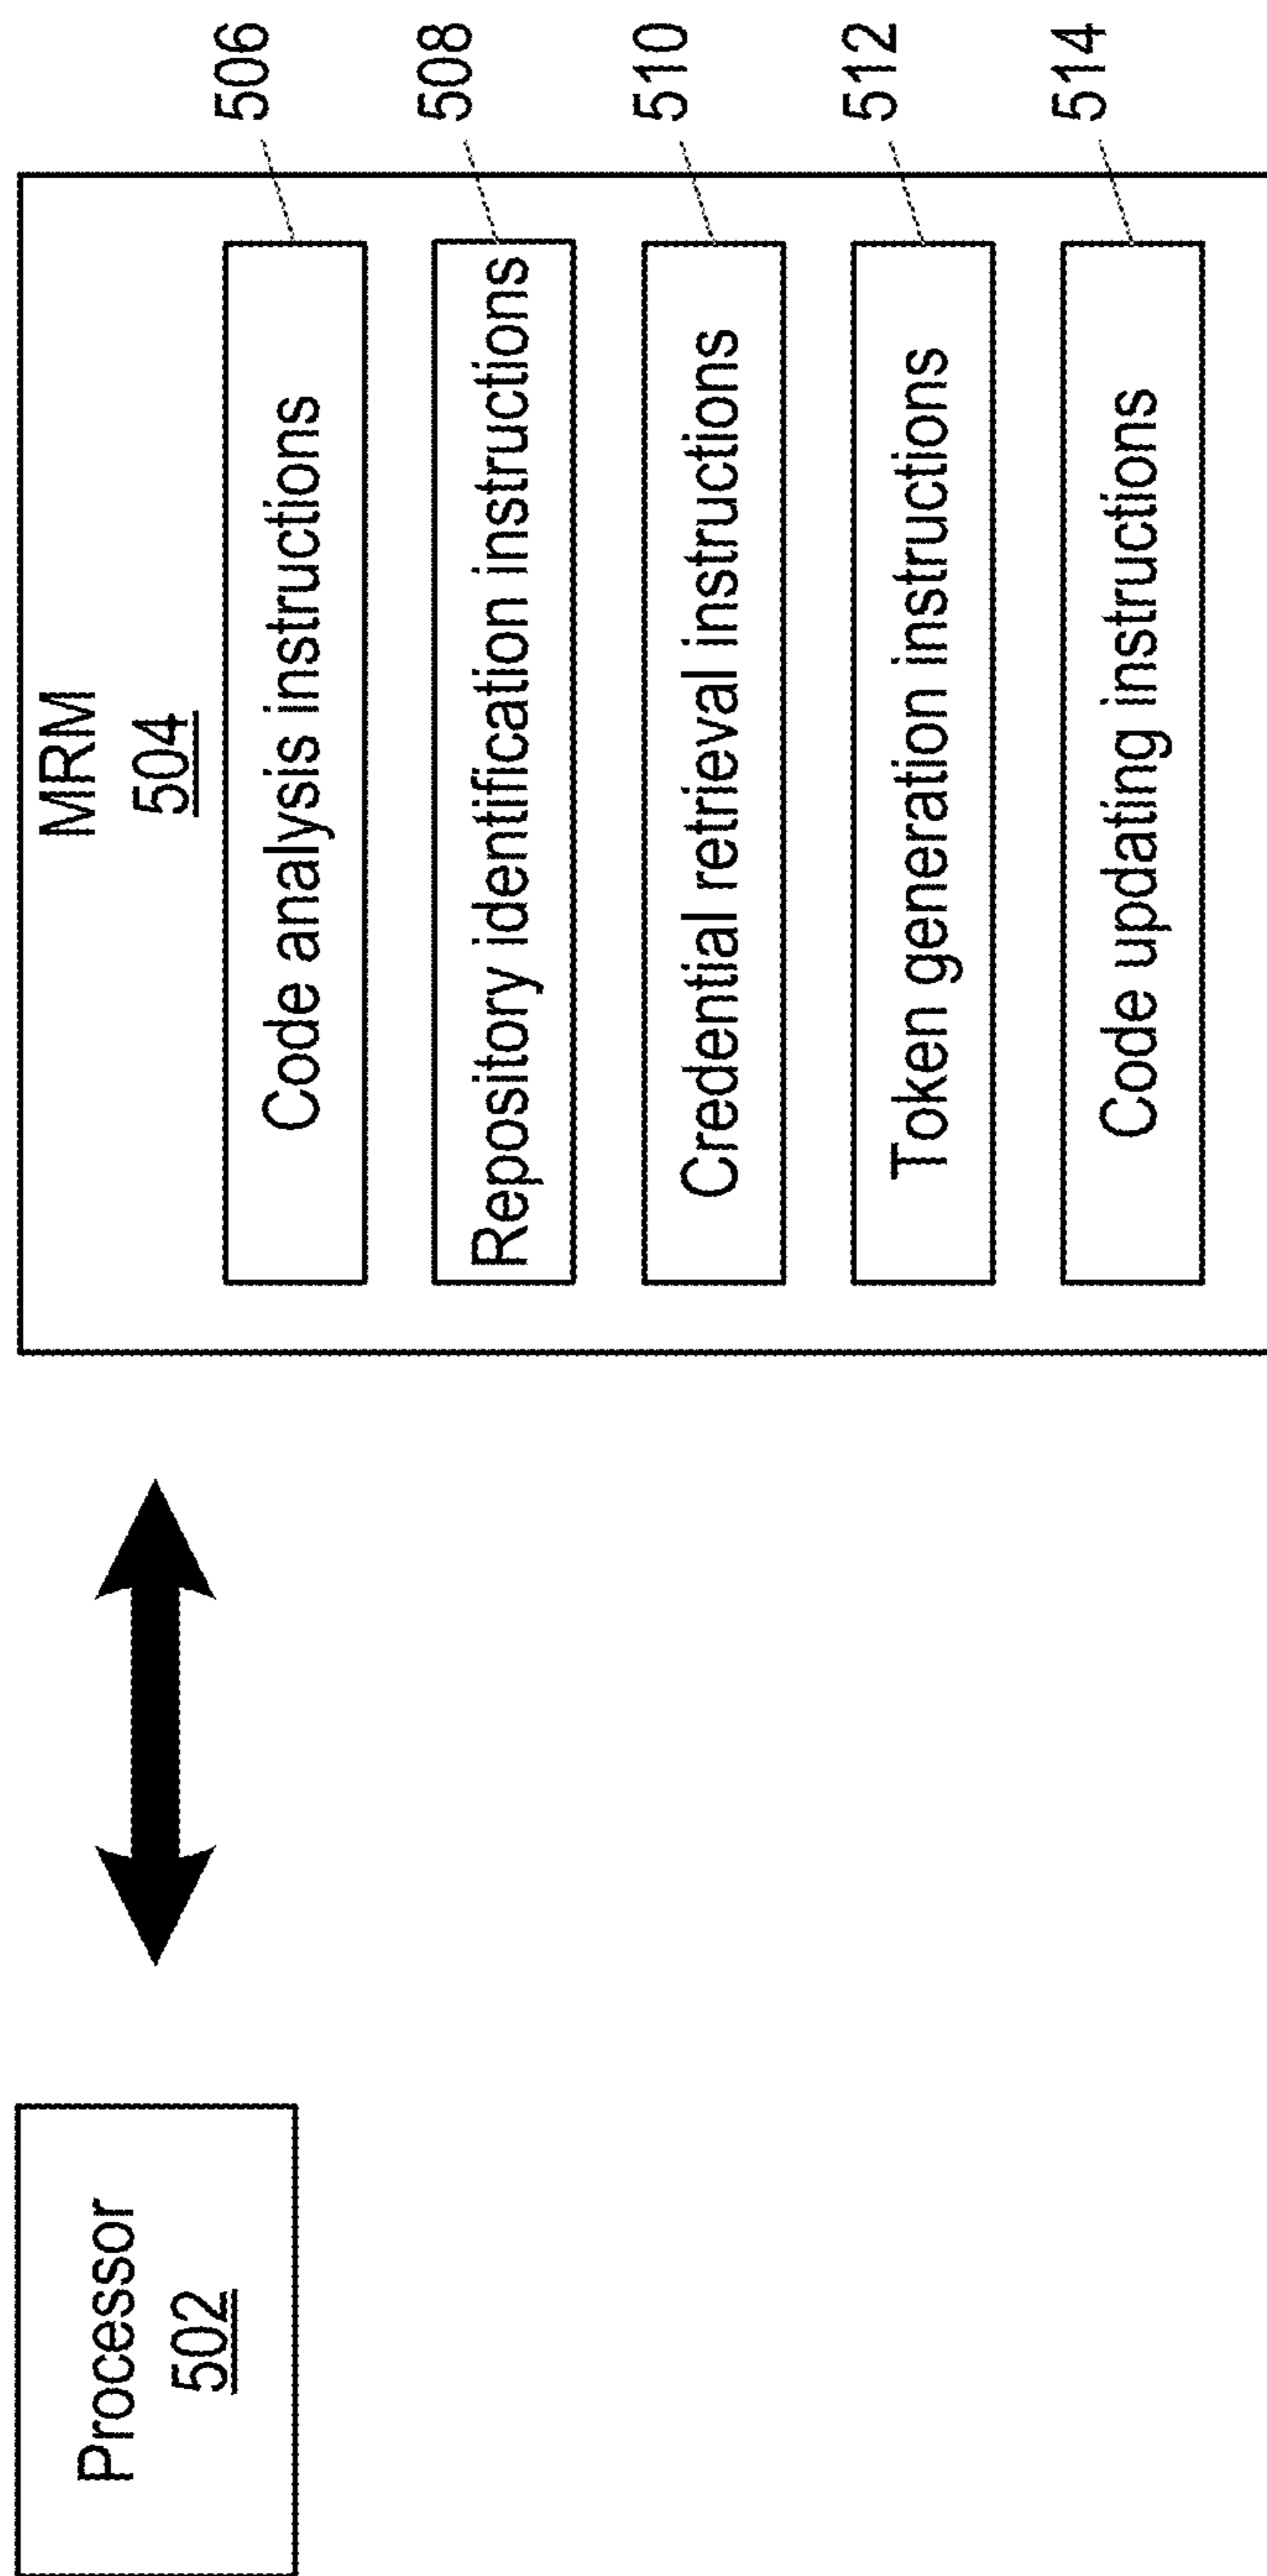 Processor
502
MRM
504
Code analysis instructions
506
Repository identification instructions
508
Credential retrieval instructions
510
Token generation instructions
512
Code updating instructions
514